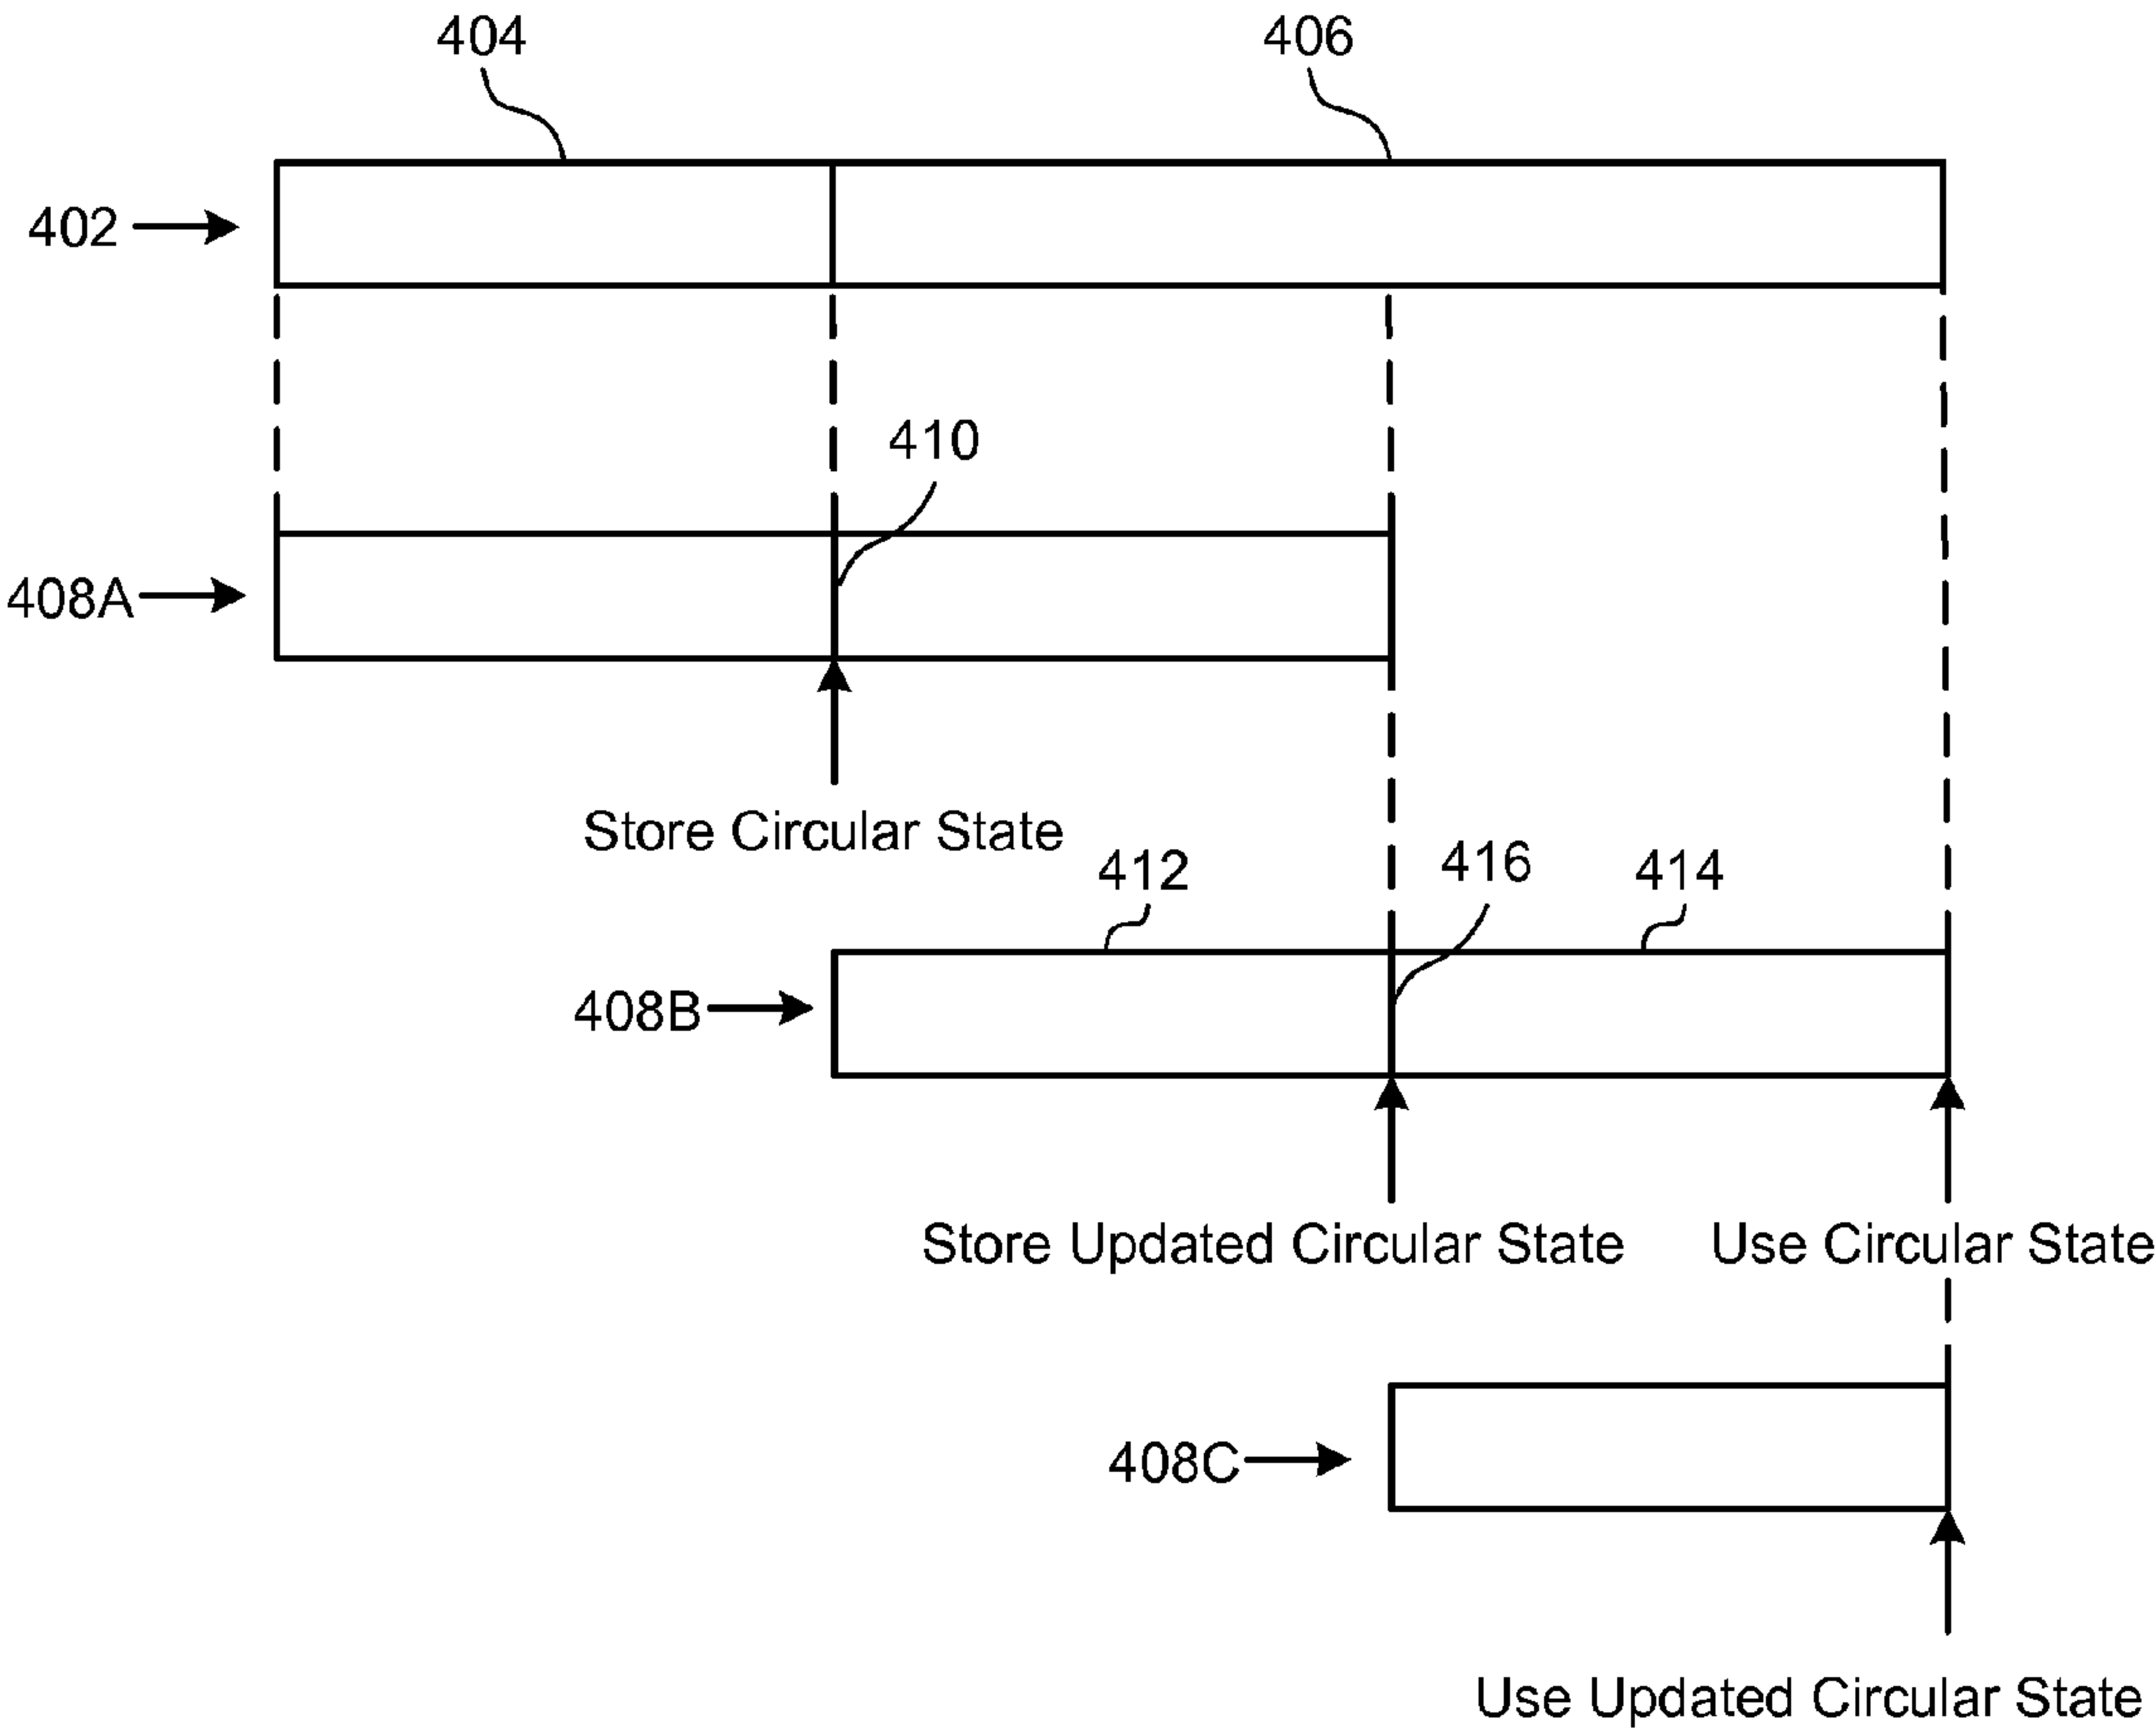 404
406
402
410
408A
Store Circular State
412
416
414
408B
Store Updated Circular State
Use Circular State
408C
Use Updated Circular State